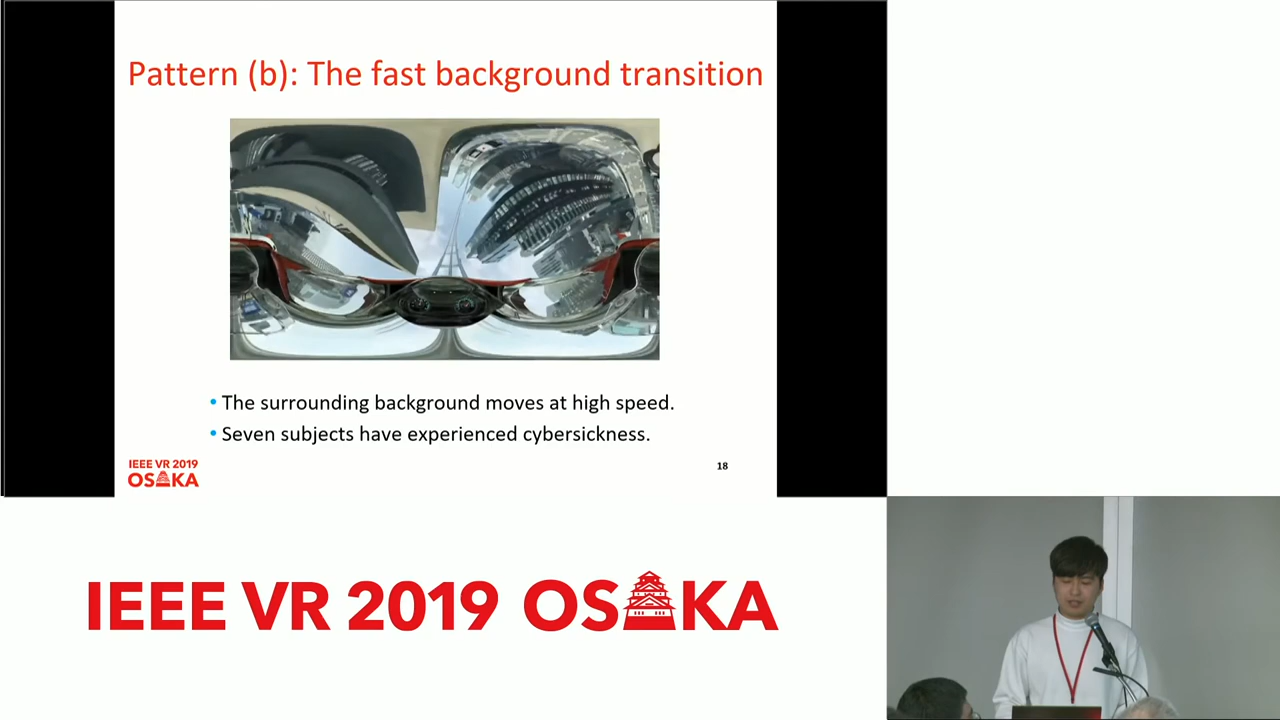 Pattern (b): The fast background transition
• The surrounding background moves at high speed.
• Seven subjects have experienced cybersickness.
IEEE VR 2019
OSAKA
18
IEEE VR 2019 OSAKA